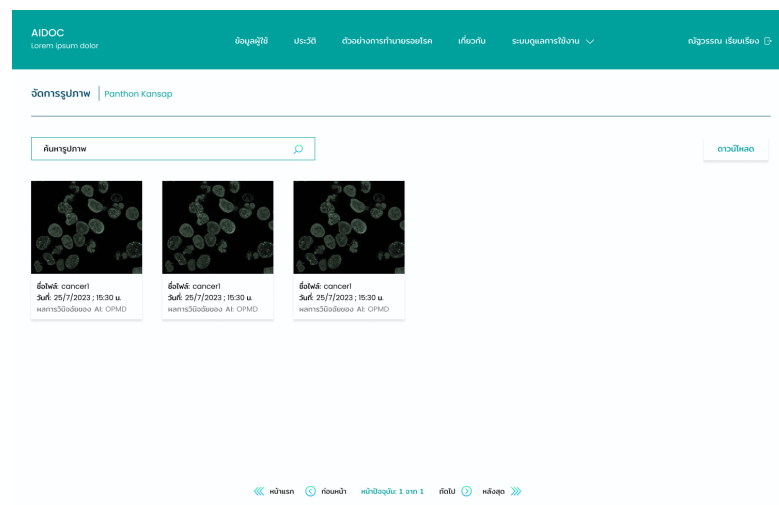 AIDOC
Lorem ipsum dolor
ข้อมูลผู้ใช้
ประวัติ
ตัวอย่างการทำนายรอยโรค
เกี่ยวกับ
ระบบดูแลการใช้งาน
ณัฐวรรณ เรียบเรียง
จัดการรูปภาพ
Panthon Kansap
ค้นหารูปภาพ
ดาวน์โหลด
ชื่อไฟล์: cancer1
วันที่: 25/7/2023 ; 15:30 น.
ผลการวินิจฉัยของ AI: OPMD
ชื่อไฟล์: cancer1
วันที่: 25/7/2023 ; 15:30 น.
ผลการวินิจฉัยของ AI: OPMD
ชื่อไฟล์: cancer1
วันที่: 25/7/2023 ; 15:30 น.
ผลการวินิจฉัยของ AI: OPMD
หน้าแรก ก่อนหน้า หน้าปัจจุบัน: 1 จาก 1 ถัดไป หลังสุด